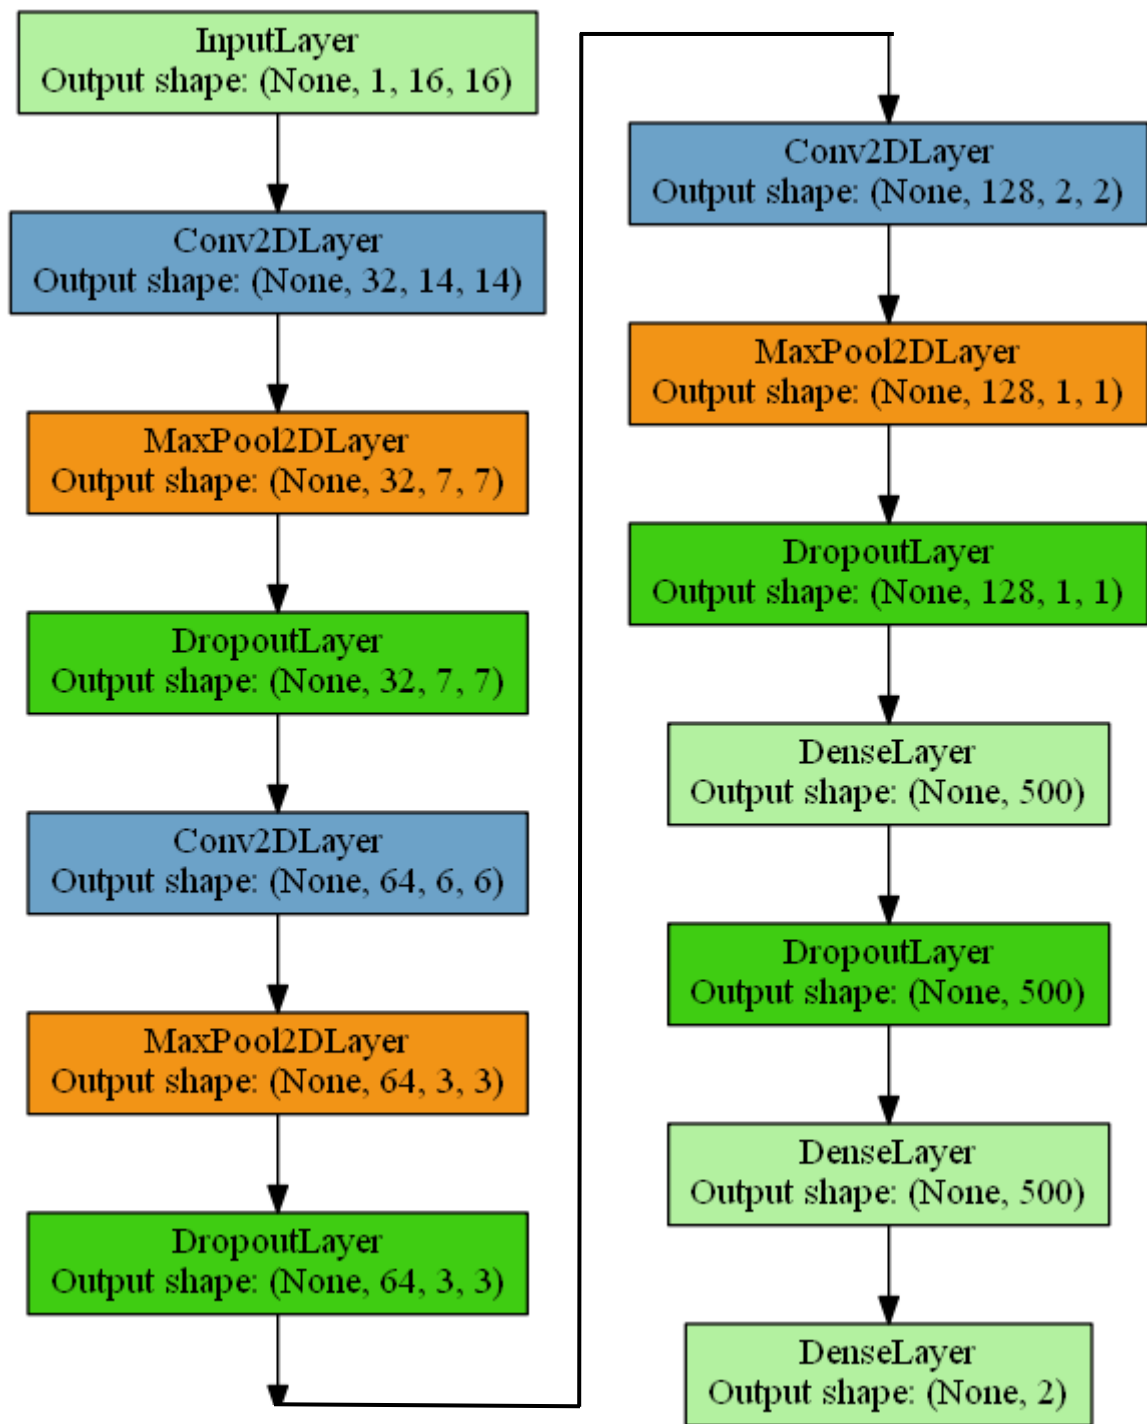 InputLayer
Output shape: (None, 1, 16, 16)
Conv2DLayer
Output shape: (None, 32, 14, 14)
MaxPool2DLayer
Output shape: (None, 32, 7, 7)
DropoutLayer
Output shape: (None, 32, 7, 7)
Conv2DLayer
Output shape: (None, 64, 6, 6)
MaxPool2DLayer
Output shape: (None, 64, 3, 3)
DropoutLayer
Output shape: (None, 64, 3, 3)
Conv2DLayer
Output shape: (None, 128, 2, 2)
MaxPool2DLayer
Output shape: (None, 128, 1, 1)
DropoutLayer
Output shape: (None, 128, 1, 1)
DenseLayer
Output shape: (None, 500)
DropoutLayer
Output shape: (None, 500)
DenseLayer
Output shape: (None, 500)
DenseLayer
Output shape: (None, 2)